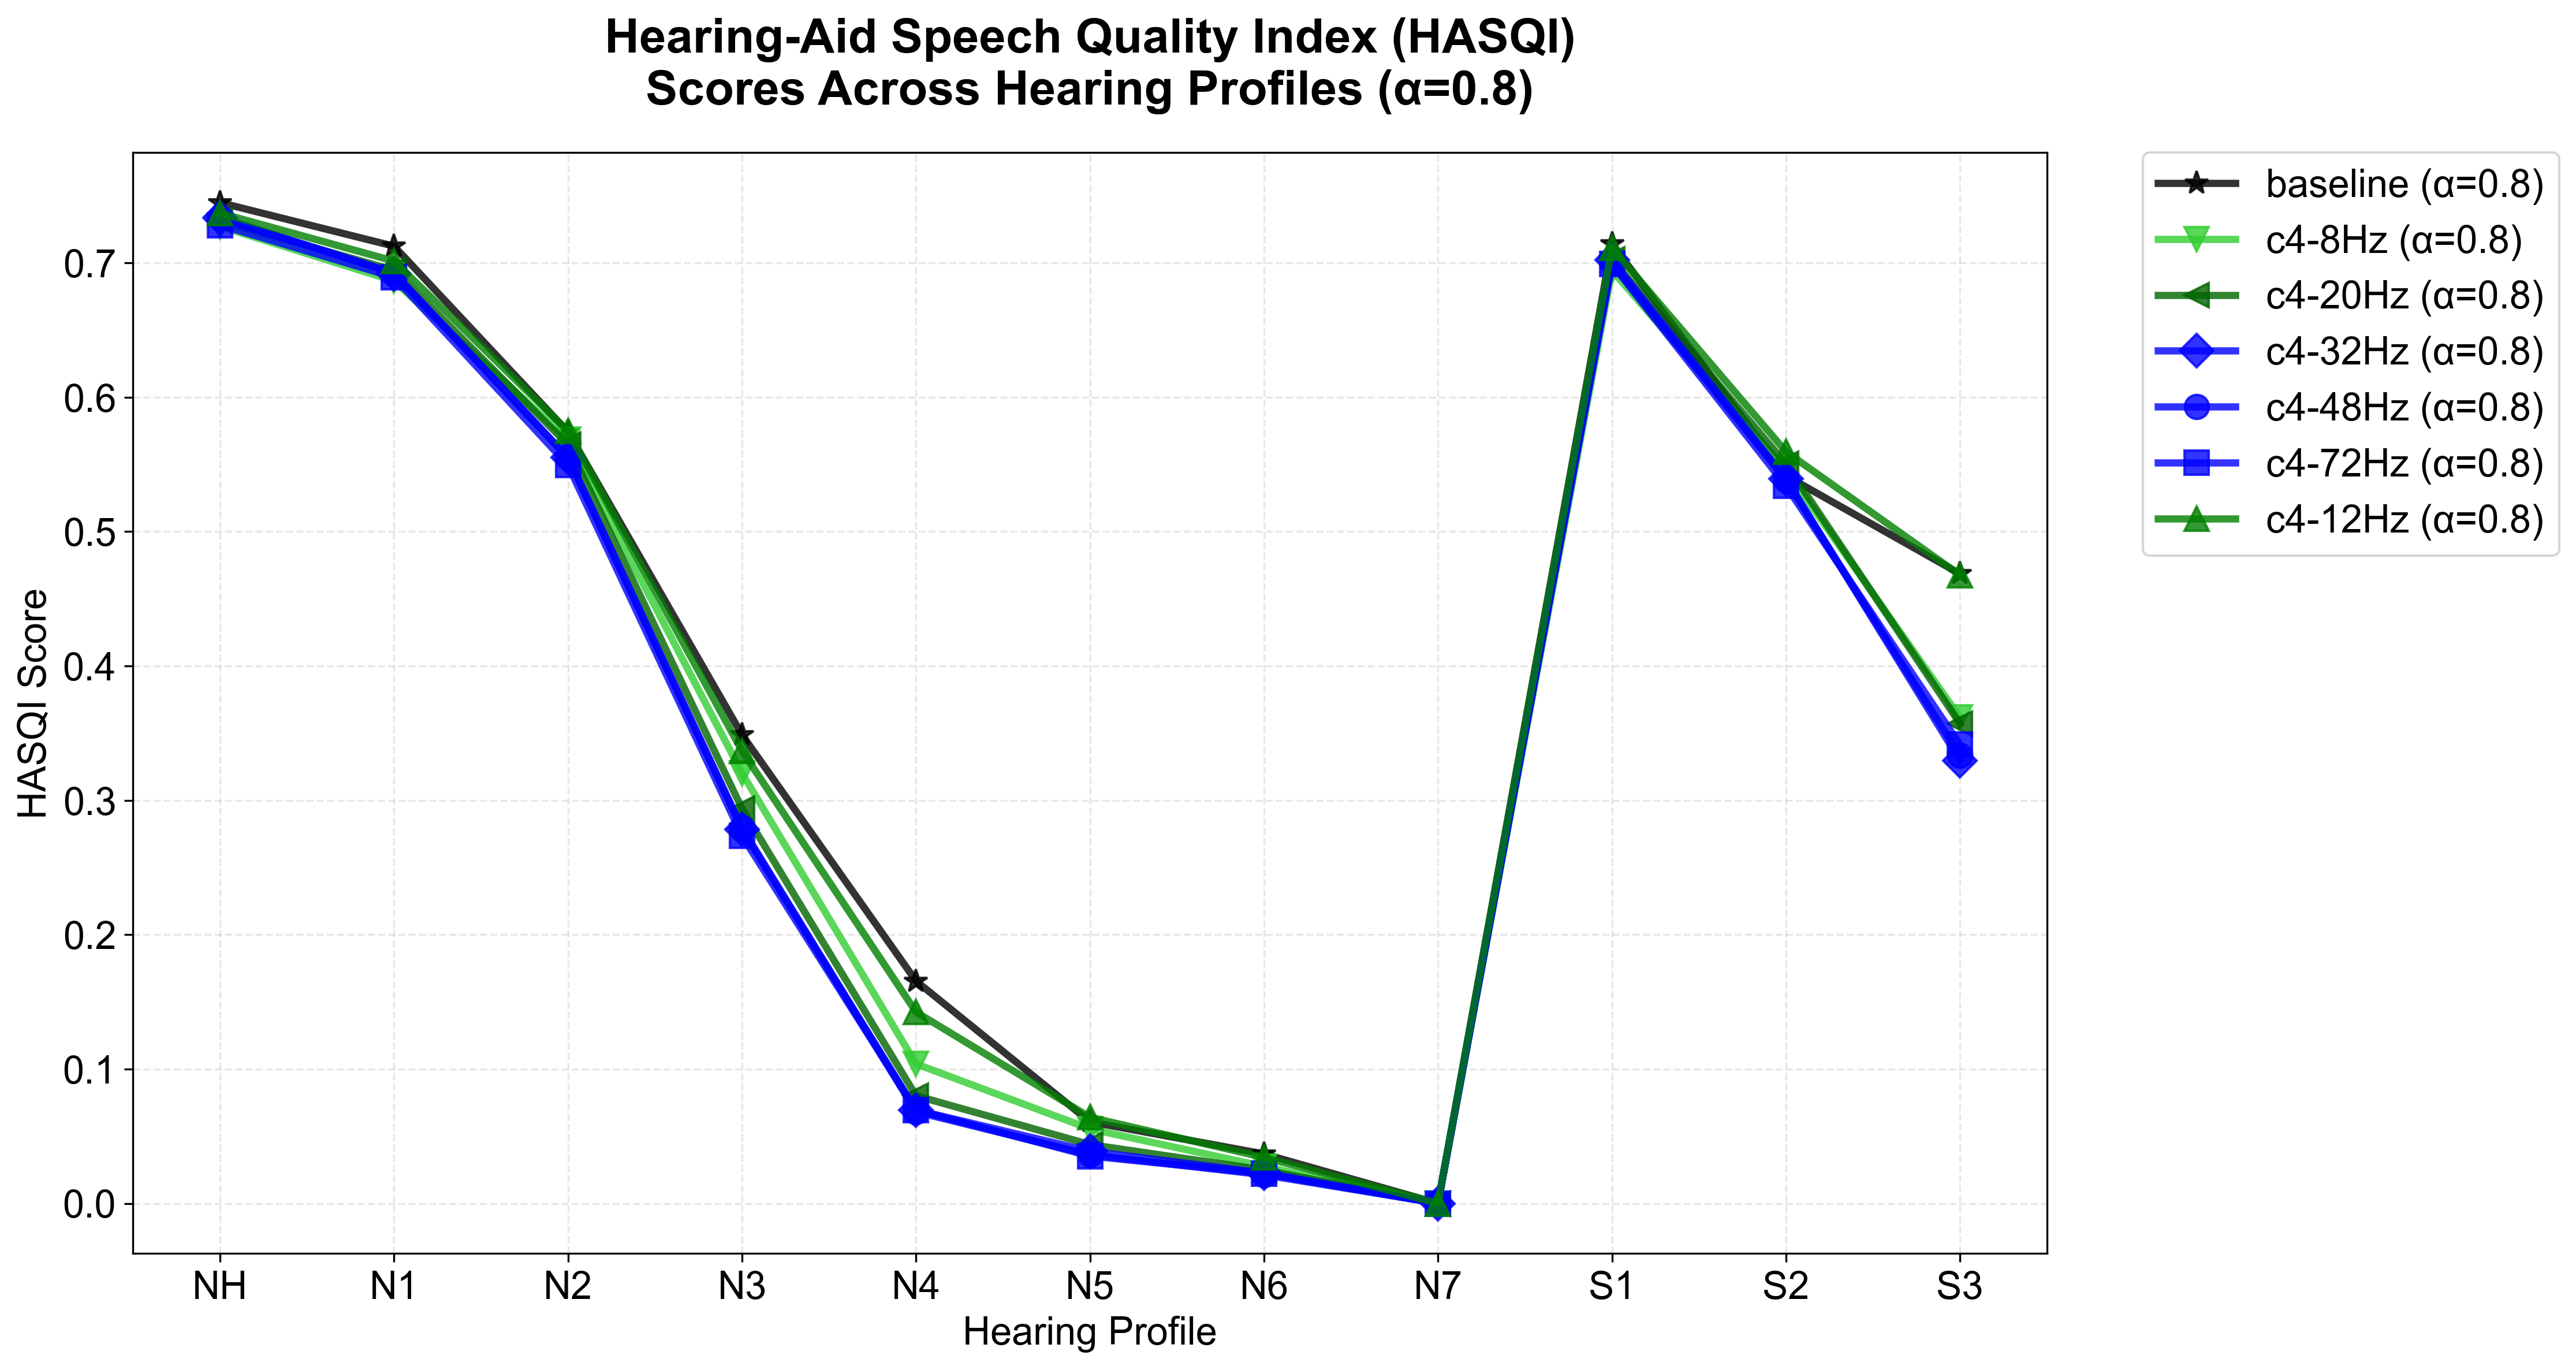 Hearing-Aid Speech Quality Index (HASQI)
Scores Across Hearing Profiles (α=0.8)
baseline (α=0.8)
c4-8Hz (α=0.8)
c4-20Hz (α=0.8)
c4-32Hz (α=0.8)
c4-48Hz (α=0.8)
c4-72Hz (α=0.8)
c4-12Hz (α=0.8)
HASQI Score
0.7
0.6
0.5
0.4
0.3
0.2
0.1
0.0
NH N1 N2 N3 N4 N5 N6 N7 S1 S2 S3
Hearing Profile